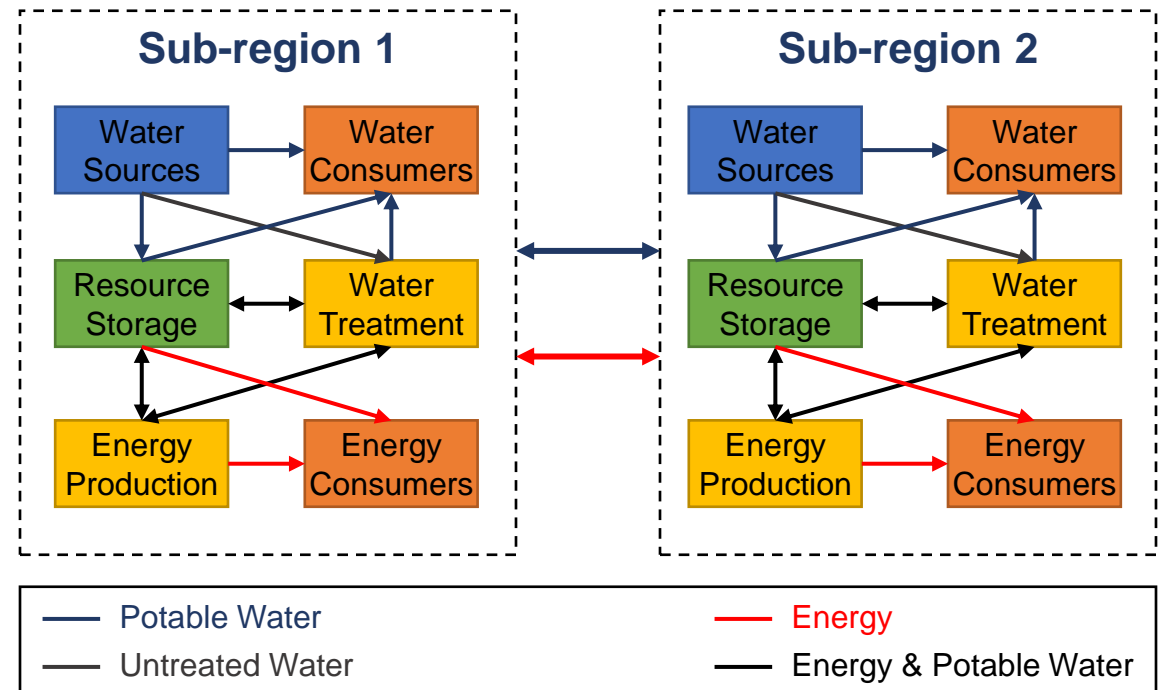 Sub-region 1
Water
Sources
Water
Consumers
Resource
Storage
Water
Treatment
Energy
Production
Energy
Consumers
Sub-region 2
Water
Sources
Water
Consumers
Resource
Storage
Water
Treatment
Energy
Production
Energy
Consumers
Potable Water
Energy
Untreated Water
Energy & Potable Water